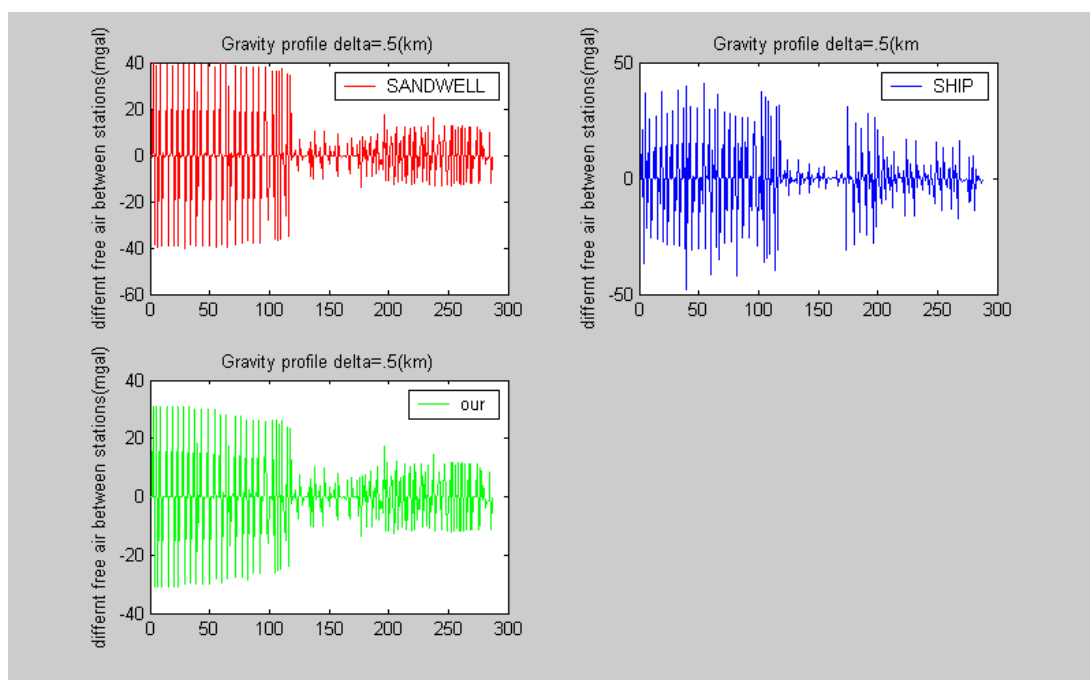 Gravity profile delta=.5(km)
differnt free air between stations(mgal)
40
20
0
-20
-40
-60
SANDWELL
0 50 100 150 200 250 300
Gravity profile delta=.5(km
differnt free air between stations(mgal)
50
0
-50
SHIP
0 50 100 150 200 250 300
Gravity profile delta=.5(km)
differnt free air between stations(mgal)
40
20
0
-20
-40
our
0 50 100 150 200 250 300